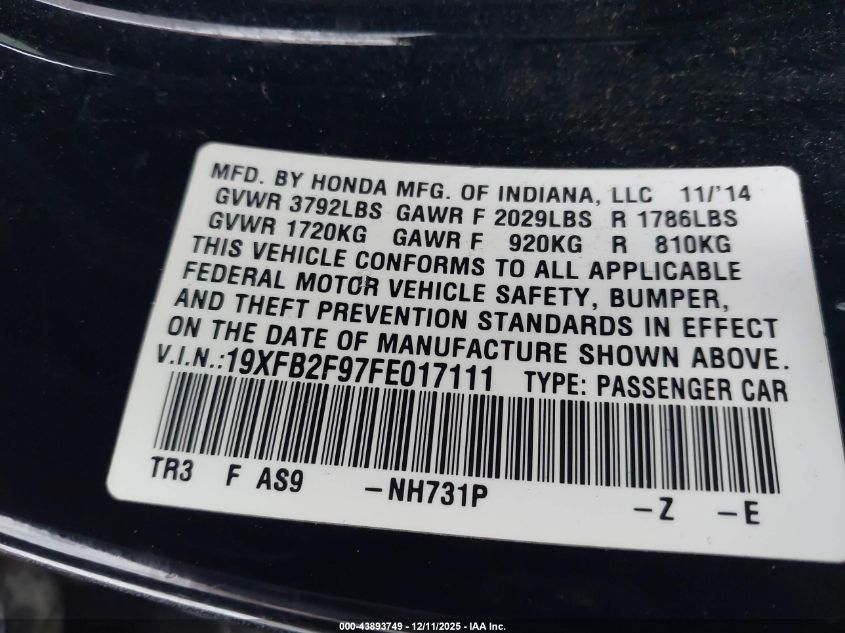 MFD. BY HONDA MFG. OF INDIANA, LLC 11/'14
GVWR 3792LBS GAWR F 2029LBS R 1786LBS
GVWR 1720KG GAWR F 920KG R 810KG
THIS VEHICLE CONFORMS TO ALL APPLICABLE
FEDERAL MOTOR VEHICLE SAFETY, BUMPER,
AND THEFT PREVENTION STANDARDS IN EFFECT
ON THE DATE OF MANUFACTURE SHOWN ABOVE.
V.I.N.:19XFB2F97FE017111 TYPE: PASSENGER CAR
TR3 F AS9 -NH731P -Z -E
000-43893749 - 12/11/2025 - IAA Inc.